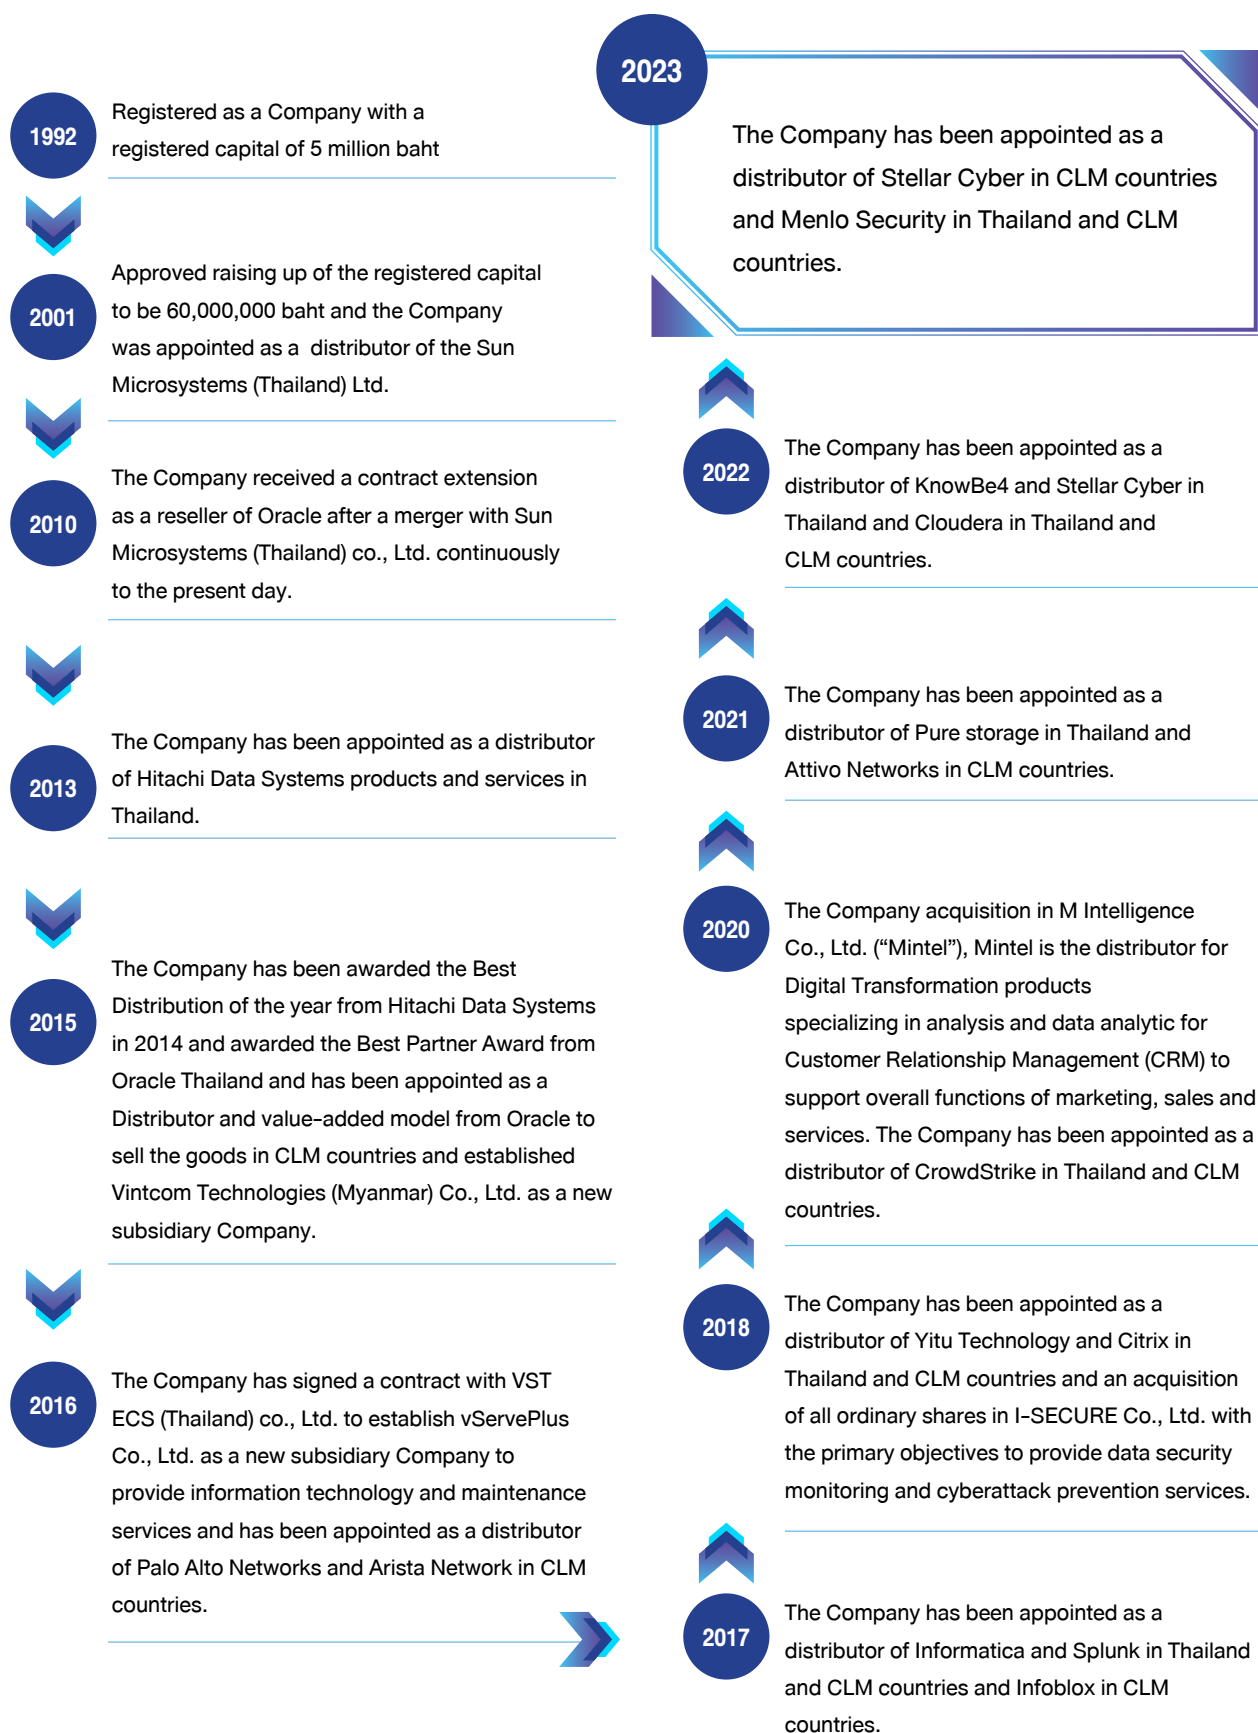 1992
Registered as a Company with a
registered capital of 5 million baht
2001
Approved raising up of the registered capital
to be 60,000,000 baht and the Company
was appointed as a distributor of the Sun
Microsystems (Thailand) Ltd.
2010
The Company received a contract extension
as a reseller of Oracle after a merger with Sun
Microsystems (Thailand) co., Ltd. continuously
to the present day.
2013
The Company has been appointed as a distributor
of Hitachi Data Systems products and services in
Thailand.
2015
The Company has been awarded the Best
Distribution of the year from Hitachi Data Systems
in 2014 and awarded the Best Partner Award from
Oracle Thailand and has been appointed as a
Distributor and value-added model from Oracle to
sell the goods in CLM countries and established
Vintcom Technologies (Myanmar) Co., Ltd. as a new
subsidiary Company.
2016
The Company has signed a contract with VST
ECS (Thailand) co., Ltd. to establish vServePlus
Co., Ltd. as a new subsidiary Company to
provide information technology and maintenance
services and has been appointed as a distributor
of Palo Alto Networks and Arista Network in CLM
countries.
2017
The Company has been appointed as a
distributor of Informatica and Splunk in Thailand
and CLM countries and Infoblox in CLM
countries.
2018
The Company has been appointed as a
distributor of Yitu Technology and Citrix in
Thailand and CLM countries and an acquisition
of all ordinary shares in I-SECURE Co., Ltd. with
the primary objectives to provide data security
monitoring and cyberattack prevention services.
2020
The Company acquisition in M Intelligence
Co., Ltd. (“Mintel”), Mintel is the distributor for
Digital Transformation products
specializing in analysis and data analytic for
Customer Relationship Management (CRM) to
support overall functions of marketing, sales and
services. The Company has been appointed as a
distributor of CrowdStrike in Thailand and CLM
countries.
2021
The Company has been appointed as a
distributor of Pure storage in Thailand and
Attivo Networks in CLM countries.
2022
The Company has been appointed as a
distributor of KnowBe4 and Stellar Cyber in
Thailand and Cloudera in Thailand and
CLM countries.
2023
The Company has been appointed as a
distributor of Stellar Cyber in CLM countries
and Menlo Security in Thailand and CLM
countries.